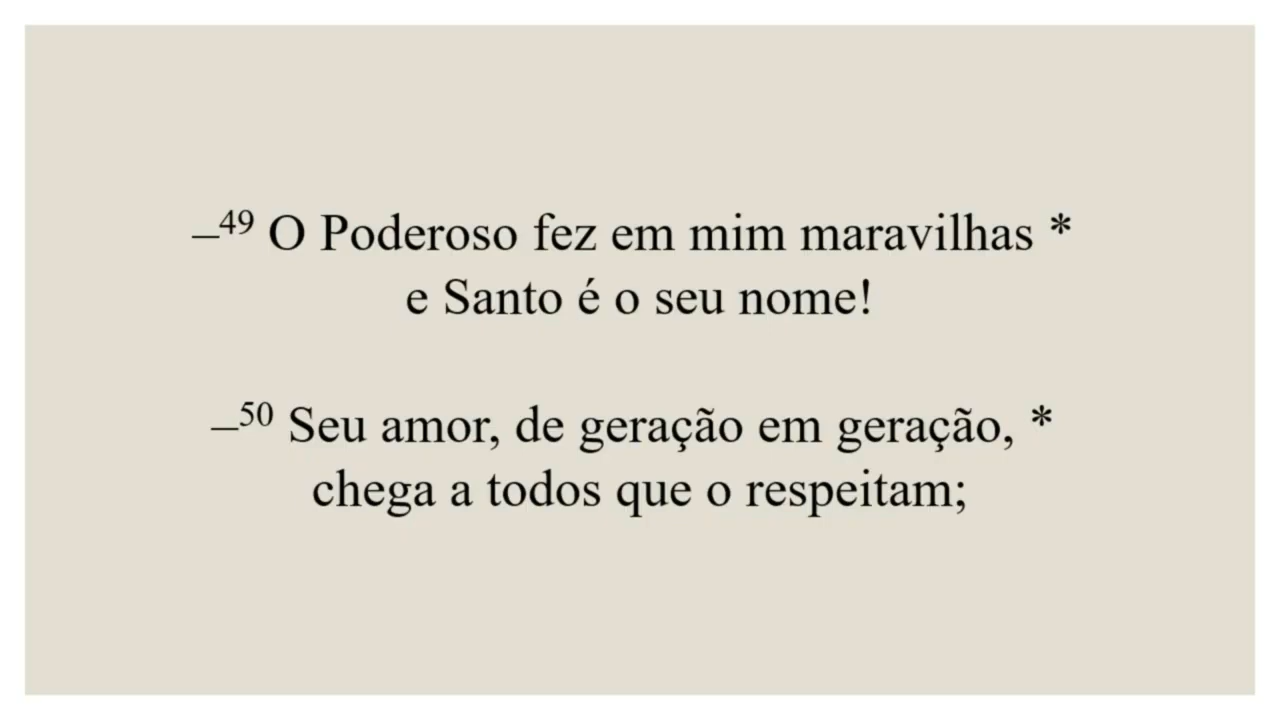 –⁴⁹ O Poderoso fez em mim maravilhas *
e Santo é o seu nome!
–⁵⁰ Seu amor, de geração em geração, *
chega a todos que o respeitam;